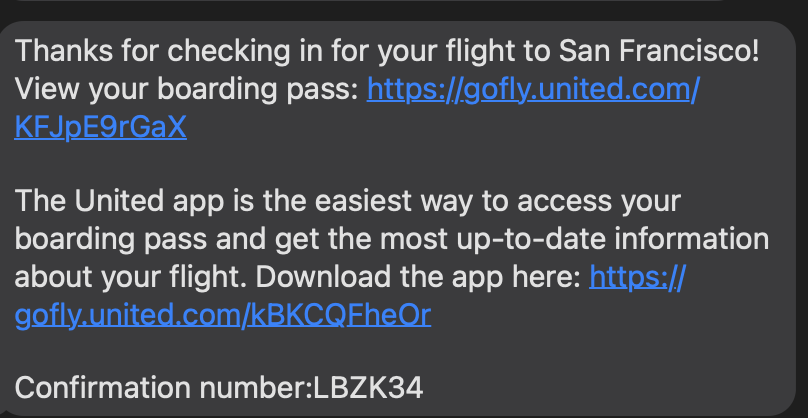 Thanks for checking in for your flight to San Francisco!
View your boarding pass: https://gofly.united.com/
KFJpE9rGaX
The United app is the easiest way to access your
boarding pass and get the most up-to-date information
about your flight. Download the app here: https://
gofly.united.com/kBKCQFheOr
Confirmation number:LBZK34